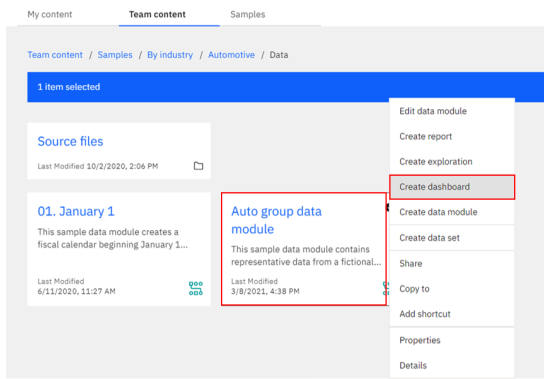 My content Team content Samples
Team content / Samples / By industry / Automotive / Data
1 item selected
Source files
Last Modified 10/2/2020, 2:06 PM
01. January 1
This sample data module creates a
fiscal calendar beginning January 1...
Last Modified
6/11/2020, 11:27 AM
Auto group data
module
This sample data module contains
representative data from a fictional...
Last Modified
3/8/2021, 4:38 PM
Edit data module
Create report
Create exploration
Create dashboard
Create data module
Create data set
Share
Copy to
Add shortcut
Properties
Details